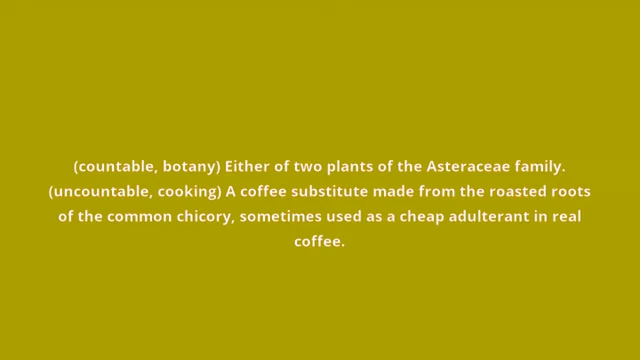 (countable, botany) Either of two plants of the Asteraceae family.
(uncountable, cooking) A coffee substitute made from the roasted roots
of the common chicory, sometimes used as a cheap adulterant in real
coffee.